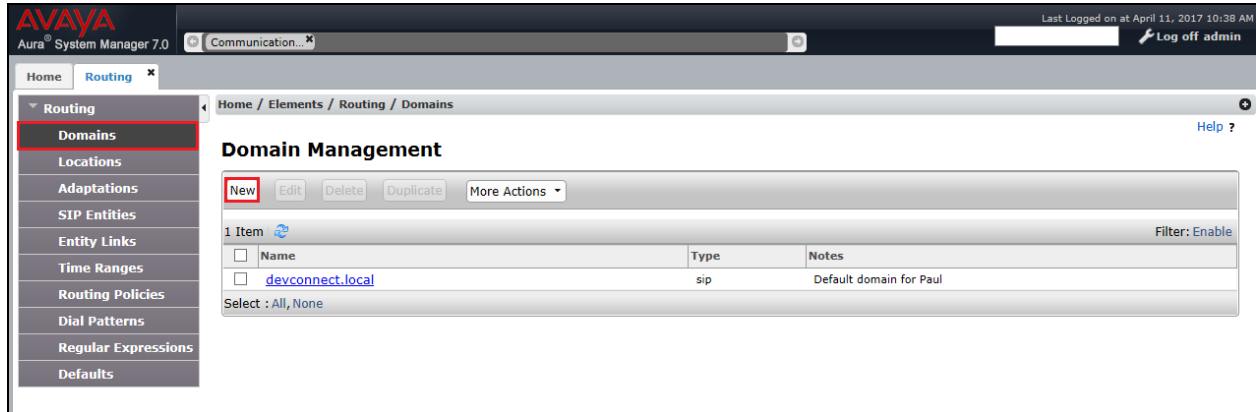 AVAYA
Last Logged on at April 11, 2017 10:38 AM
Aura® System Manager 7.0
Communication...✕
Log off admin
Home
Routing ✕
Routing
Domains
Locations
Adaptations
SIP Entities
Entity Links
Time Ranges
Routing Policies
Dial Patterns
Regular Expressions
Defaults
Home / Elements / Routing / Domains
Help ?
Domain Management
New Edit Delete Duplicate More Actions
1 Item
Filter: Enable
Name Type Notes
devconnect.local sip Default domain for Paul
Select : All, None